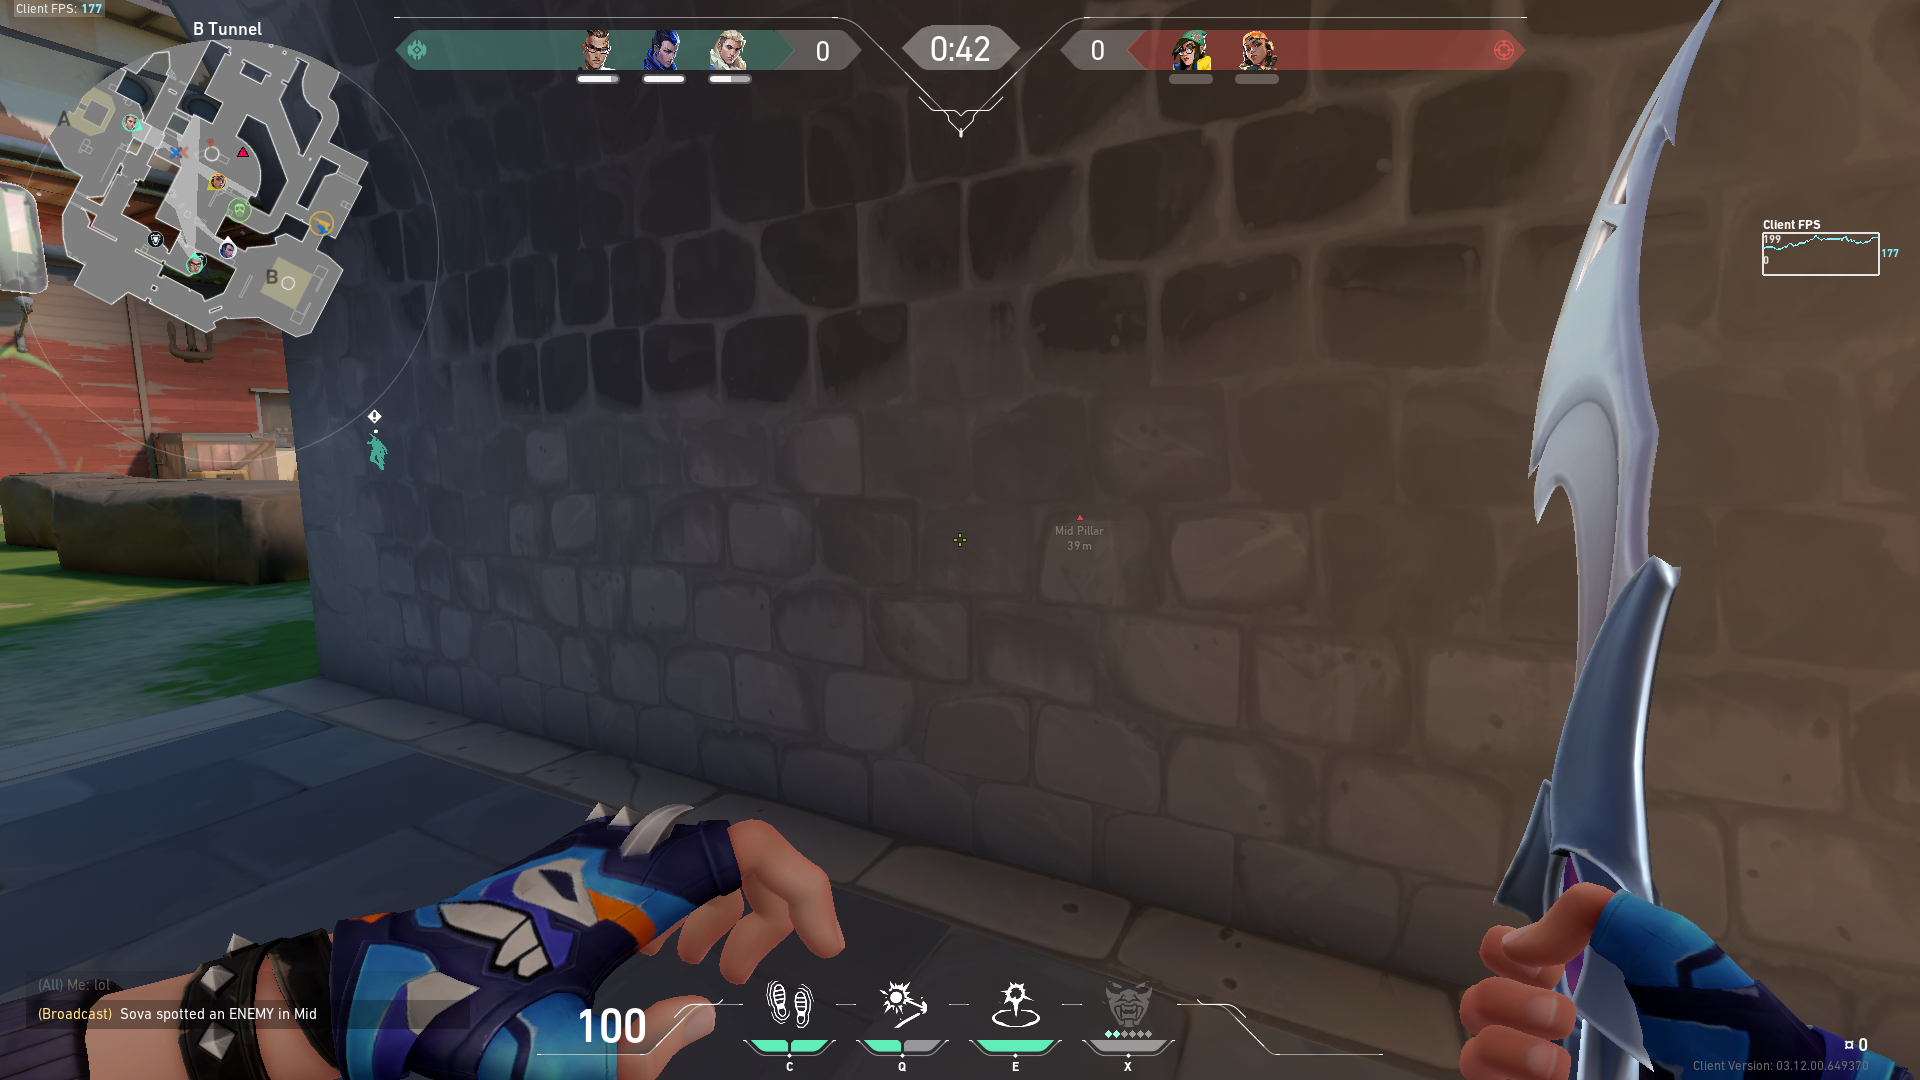 Client FPS: 177
B Tunnel
0
0:42
0
A
B
Client FPS
199
177
0
Mid Pillar
39 m
(All) Me: lol
(Broadcast) Sova spotted an ENEMY in Mid
100
C
Q
E
X
¤ 0
Client Version: 03.12.00.649370